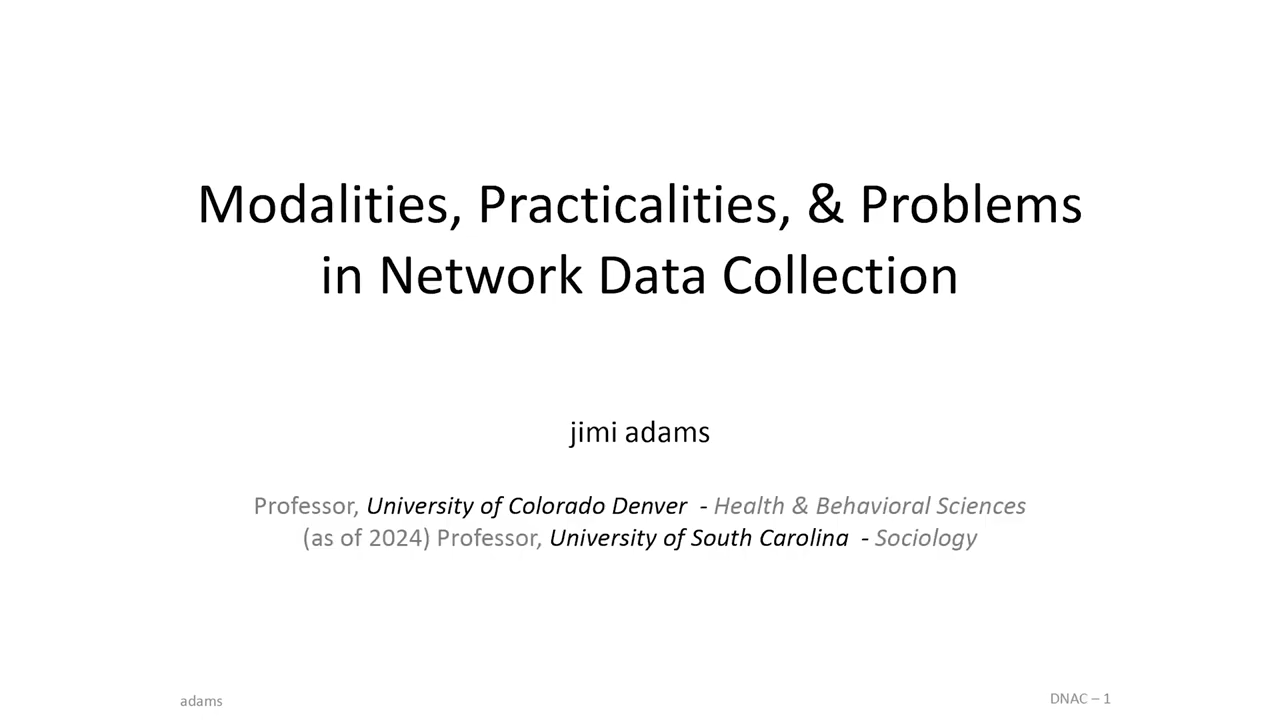 Modalities, Practicalities, & Problems
in Network Data Collection
jimi adams
Professor, University of Colorado Denver - Health & Behavioral Sciences
(as of 2024) Professor, University of South Carolina - Sociology
adams
DNAC – 1